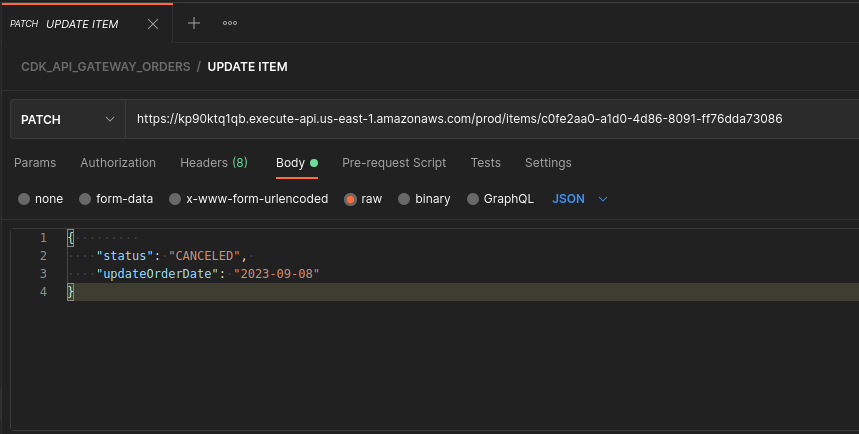 PATCH UPDATE ITEM
CDK_API_GATEWAY_ORDERS / UPDATE ITEM
PATCH https://kp90ktq1qb.execute-api.us-east-1.amazonaws.com/prod/items/c0fe2aa0-a1d0-4d86-8091-ff76dda73086
Params Authorization Headers (8) Body Pre-request Script Tests Settings
none form-data x-www-form-urlencoded raw binary GraphQL JSON
1 {
2 "status": "CANCELED",
3 "updateOrderDate": "2023-09-08"
4 }